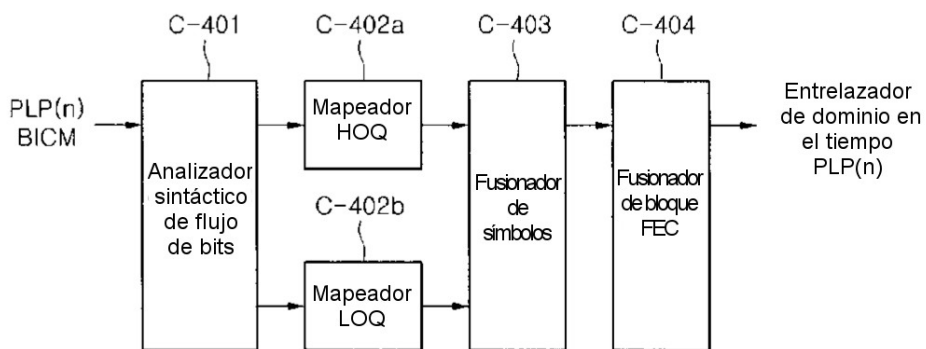 C-401
C-402a
C-403
C-404
PLP(n)
BICM
Analizador
sintáctico
de flujo
de bits
Mapeador
HOQ
C-402b
Mapeador
LOQ
Fusionador
de
símbolos
Fusionador
de bloque
FEC
Entrelazador
de dominio en
el tiempo
PLP(n)